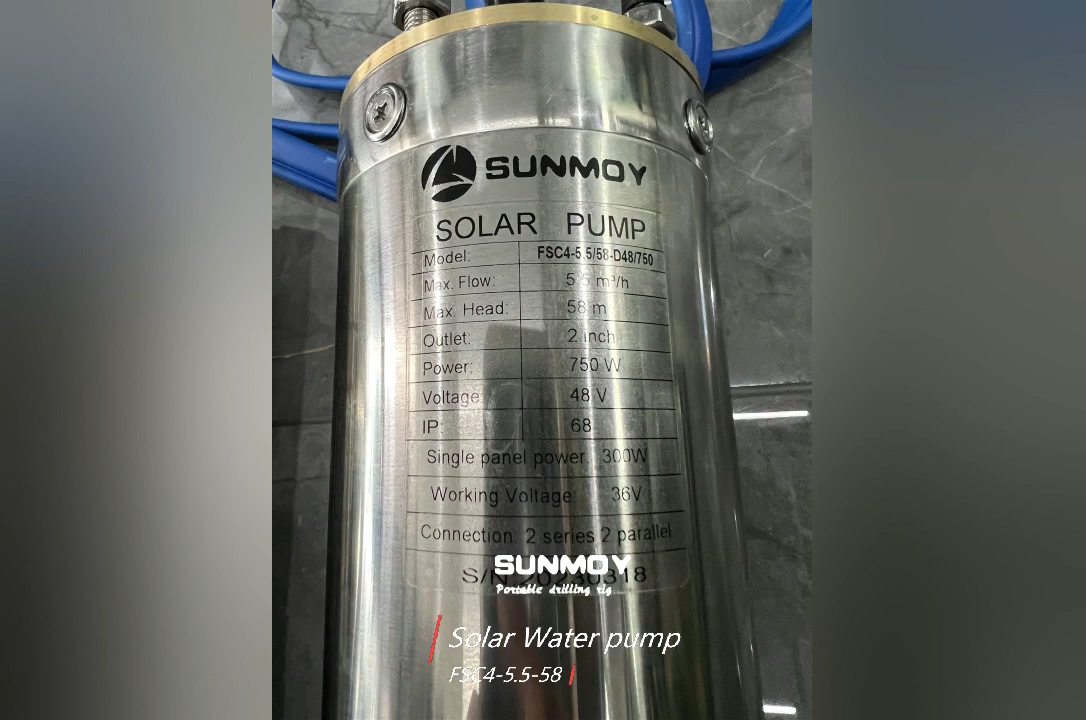 SUNMOY
SOLAR PUMP
Model: FSC4-5.5/58-D48/750
Max. Flow: 5.5 m³/h
Max. Head: 58 m
Outlet: 2 inch
Power: 750 W
Voltage: 48 V
IP: 68
Single panel power: 300W
Working Voltage: 36V
Connection: 2 series 2 parallel
S/N 20230318
SUNMOY
Portable drilling rig
Solar Water pump
FSC4-5.5-58